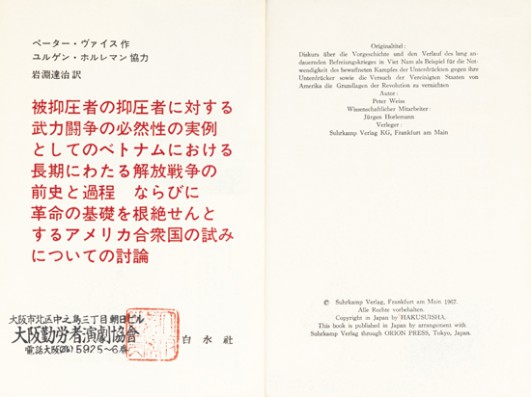 ペーター・ヴァイス 作
ユルゲン・ホルレマン 協力
岩淵達治 訳
被抑圧者の抑圧者に対する
武力闘争の必然性の実例
としてのベトナムにおける
長期にわたる解放戦争の
前史と過程　ならびに
革命の基礎を根絶せんと
するアメリカ合衆国の試み
についての討論
大阪市北区中之島三丁目朝日ビル
大阪勤労者演劇協會
白水社
Originaltitel:
Diskurs über die Vorgeschichte und den Verlauf des lang an-
dauernden Befreiungskrieges in Viet Nam als Beispiel für die Not-
wendigkeit des bewaffneten Kampfes der Unterdrückten gegen ihre
Unterdrücker sowie die Versuche der Vereinigten Staaten von
Amerika die Grundlagen der Revolution zu vernichten
Autor:
Peter Weiss
Wissenschaftlicher Mitarbeiter:
Jürgen Horlemann
Verleger:
Suhrkamp Verlag KG, Frankfurt am Main
© Suhrkamp Verlag, Frankfurt am Main 1967.
Alle Rechte vorbehalten
Copyright in Japan by HAKUSUISHA.
This book is published in Japan by arrangement with
Suhrkamp Verlag through ORION PRESS, Tokyo, Japan.